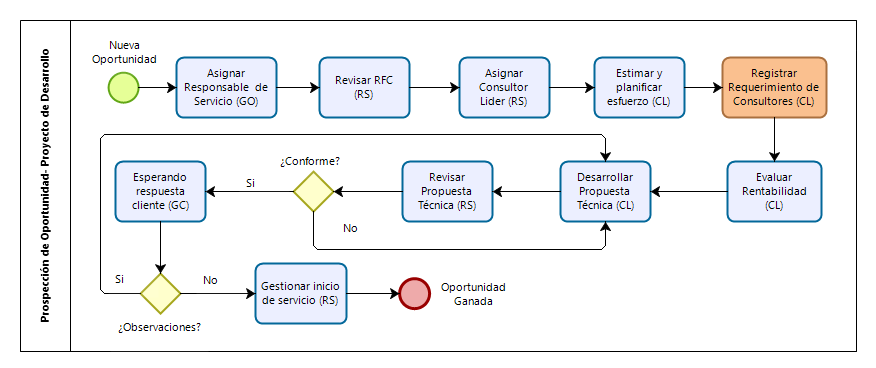 Prospección de Oportunidad- Proyecto de Desarrollo
Nueva
Oportunidad
Asignar
Responsable de
Servicio (GO)
Revisar RFC
(RS)
Asignar
Consultor
Lider (RS)
Estimar y
planificar
esfuerzo (CL)
Registrar
Requerimiento de
Consultores (CL)
Esperando
respuesta
cliente (GC)
Si
¿Conforme?
No
Revisar
Propuesta
Técnica (RS)
Desarrollar
Propuesta
Técnica (CL)
Evaluar
Rentabilidad
(CL)
Si
¿Observaciones?
No
Gestionar inicio
de servicio (RS)
Oportunidad
Ganada